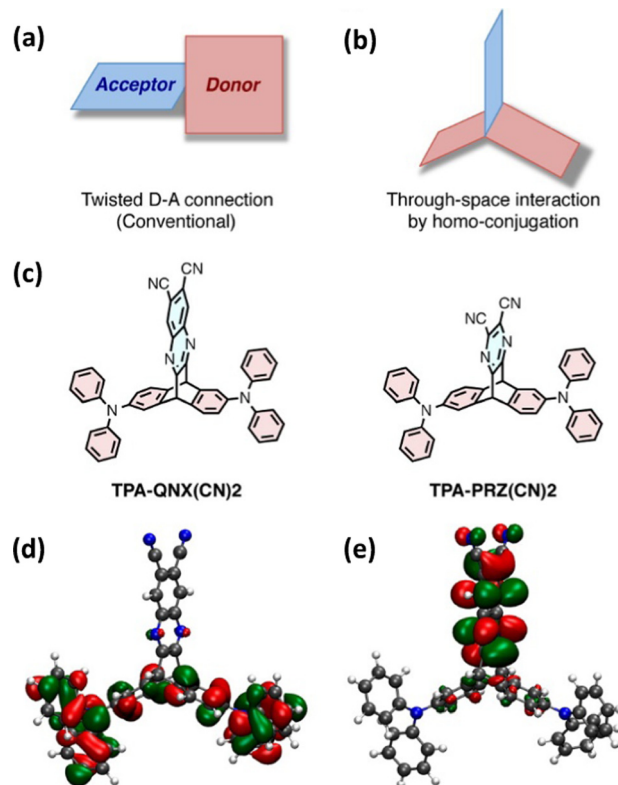 (a)
(b)
Acceptor
Donor
Twisted D-A connection
(Conventional)
Through-space interaction
by homo-conjugation
(c)
NC
CN
N
N
N
N
TPA-QNX(CN)2
CN
NC
N
N
N
N
TPA-PRZ(CN)2
(d)
(e)